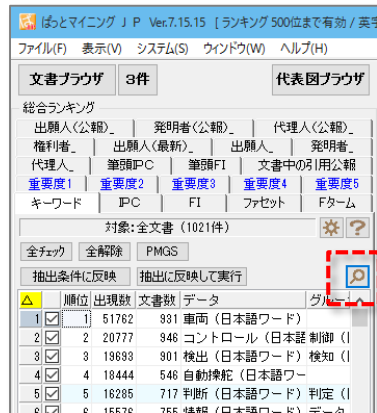 ぱっとマイニングＪＰ Ver.7.15.15 [ランキング500位まで有効 / 英字
ファイル(F) 表示(V) システム(S) ウィンドウ(W) ヘルプ(H)
文書ブラウザ 3件 代表図ブラウザ
総合ランキング
出願人(公報)_ 発明者(公報)_ 代理人(公報)_
権利者_ 出願人(最新)_ 出願人_ 発明者_
代理人_ 筆頭IPC 筆頭FI 文書中の引用公報
重要度1 重要度2 重要度3 重要度4 重要度5
キーワード IPC FI ファセット Fターム
対象:全文書 (1021件) ?
全チェック 全解除 PMGS
抽出条件に反映 抽出に反映して実行
順位 出現数 文書数 データ グルー
1 1 51762 931 車両（日本語ワード）
2 2 20777 946 コントロール（日本語 制御（
3 3 19693 901 検出（日本語ワード） 検知（
4 4 18444 546 自動操舵（日本語ワー
5 5 16285 717 判断（日本語ワード） 判定（
6 6 15576 755 情報（日本語ワード） データ